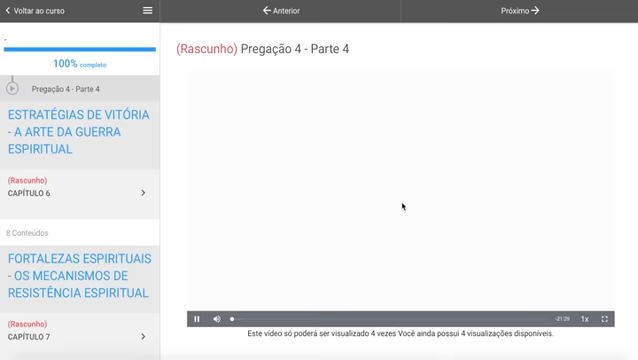 Voltar ao curso
Anterior
Próximo
-
100% completo
Pregação 4 - Parte 4
ESTRATÉGIAS DE VITÓRIA
- A ARTE DA GUERRA
ESPIRITUAL
(Rascunho)
CAPÍTULO 6
8 Conteúdos
FORTALEZAS ESPIRITUAIS
- OS MECANISMOS DE
RESISTÊNCIA ESPIRITUAL
(Rascunho)
CAPÍTULO 7
(Rascunho) Pregação 4 - Parte 4
-21:29
1x
Este vídeo só poderá ser visualizado 4 vezes Você ainda possui 4 visualizações disponíveis.